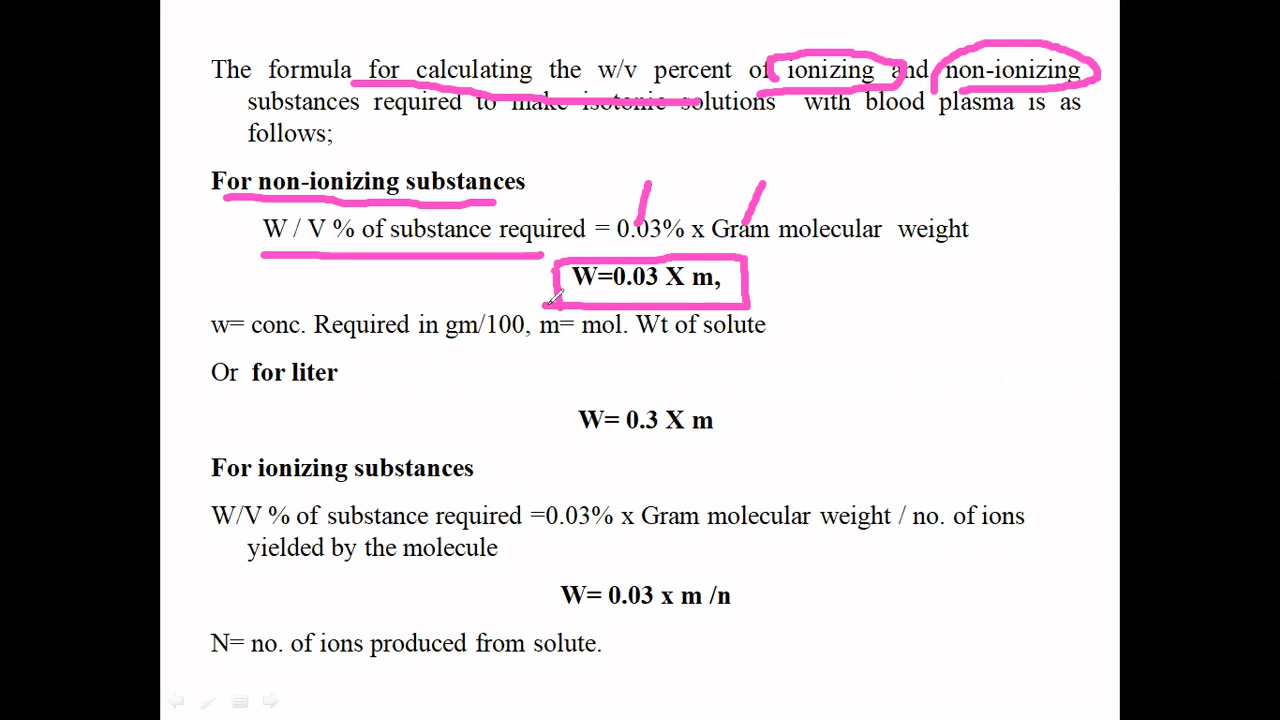 The formula for calculating the w/v percent of ionizing and non-ionizing
substances required to make isotonic solutions with blood plasma is as
follows;
For non-ionizing substances
W / V % of substance required = 0.03% x Gram molecular weight
W=0.03 X m,
w= conc. Required in gm/100, m= mol. Wt of solute
Or for liter
W= 0.3 X m
For ionizing substances
W/V % of substance required =0.03% x Gram molecular weight / no. of ions
yielded by the molecule
W= 0.03 x m /n
N= no. of ions produced from solute.